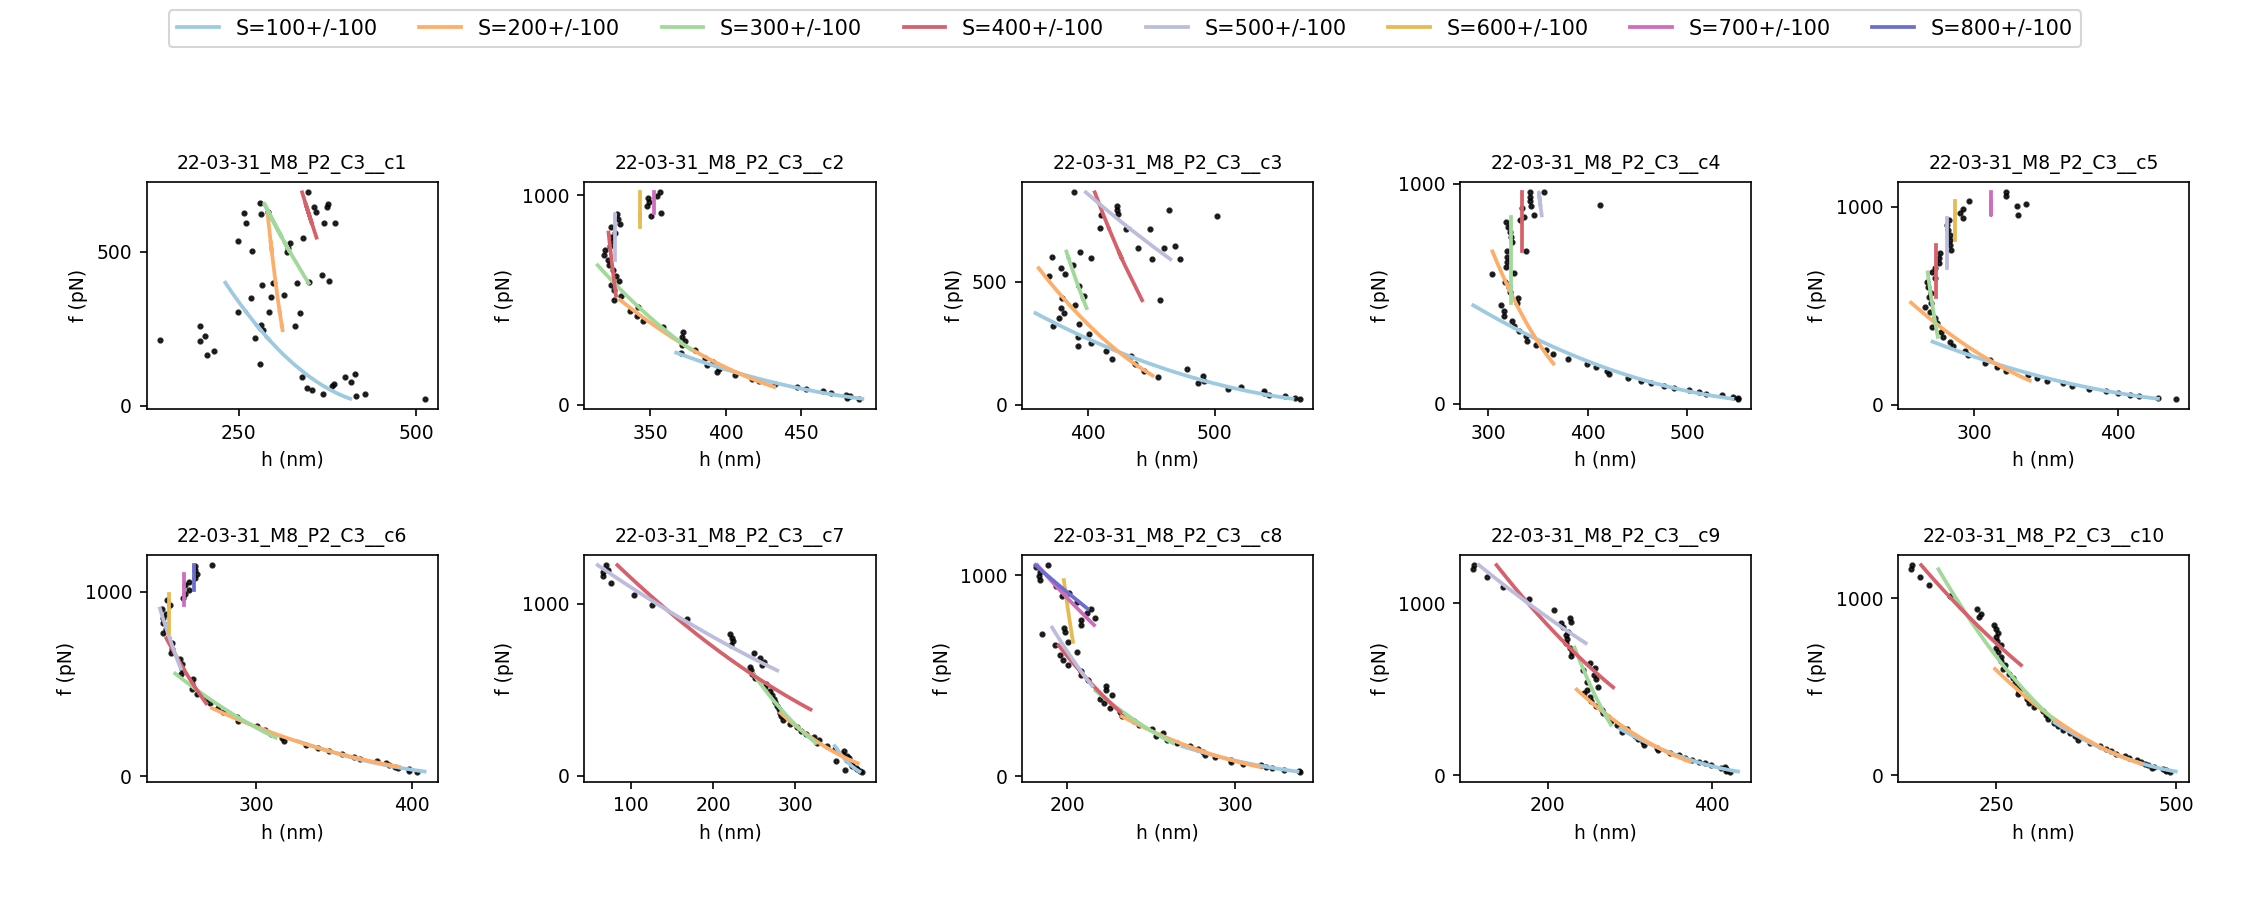 S=100+/-100 S=200+/-100 S=300+/-100 S=400+/-100 S=500+/-100 S=600+/-100 S=700+/-100 S=800+/-100
22-03-31_M8_P2_C3__c1
f (pN)
500
0
250 500
h (nm)
22-03-31_M8_P2_C3__c2
f (pN)
1000
500
0
350 400 450
h (nm)
22-03-31_M8_P2_C3__c3
f (pN)
500
0
400 500
h (nm)
22-03-31_M8_P2_C3__c4
f (pN)
1000
0
300 400 500
h (nm)
22-03-31_M8_P2_C3__c5
f (pN)
1000
0
300 400
h (nm)
22-03-31_M8_P2_C3__c6
f (pN)
1000
0
300 400
h (nm)
22-03-31_M8_P2_C3__c7
f (pN)
1000
0
100 200 300
h (nm)
22-03-31_M8_P2_C3__c8
f (pN)
1000
0
200 300
h (nm)
22-03-31_M8_P2_C3__c9
f (pN)
1000
0
200 400
h (nm)
22-03-31_M8_P2_C3__c10
f (pN)
1000
0
250 500
h (nm)